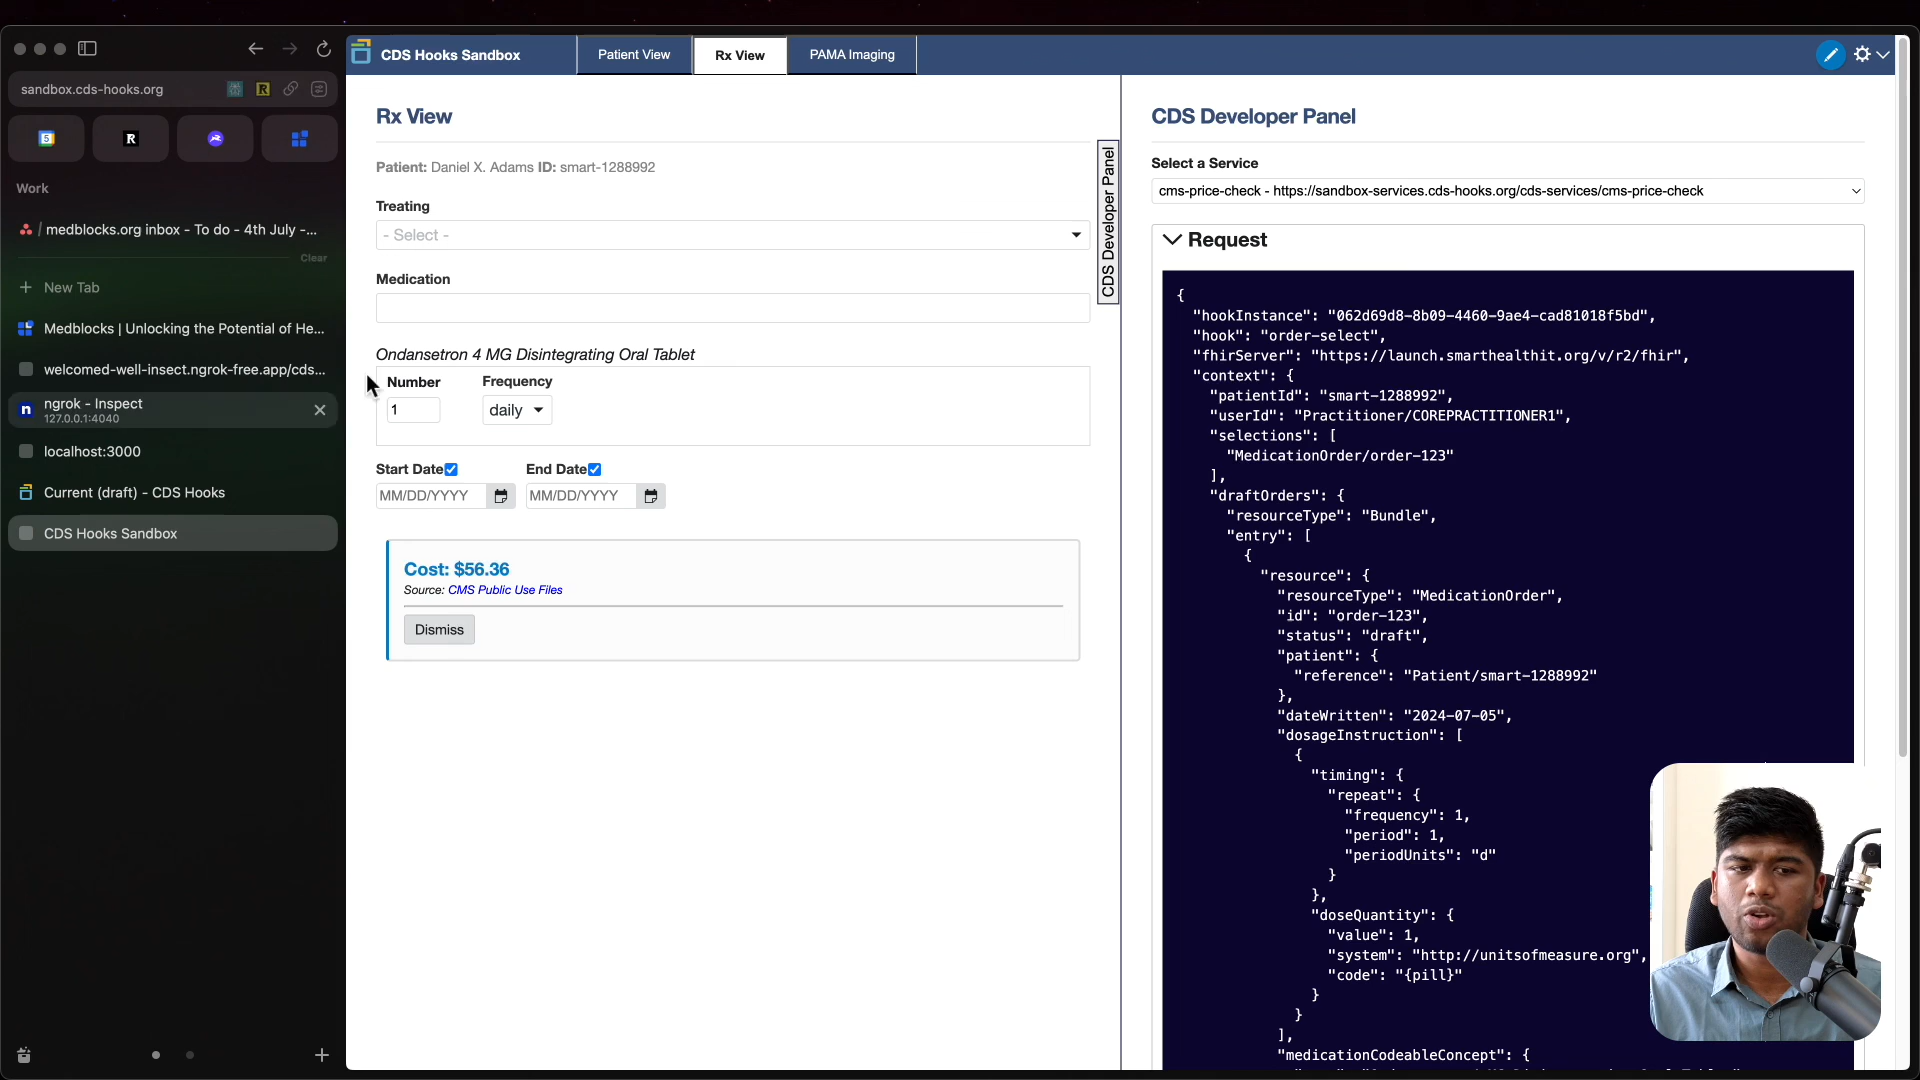 sandbox.cds-hooks.org
Work
/ medblocks.org inbox - To do - 4th July -...
Clear
New Tab
Medblocks | Unlocking the Potential of He...
welcomed-well-insect.ngrok-free.app/cds...
ngrok - Inspect
127.0.0.1:4040
localhost:3000
Current (draft) - CDS Hooks
CDS Hooks Sandbox
CDS Hooks Sandbox
Patient View
Rx View
PAMA Imaging
Rx View
Patient: Daniel X. Adams ID: smart-1288992
Treating
- Select -
Medication
Ondansetron 4 MG Disintegrating Oral Tablet
Number
Frequency
1
daily
Start Date
End Date
MM/DD/YYYY
MM/DD/YYYY
Cost: $56.36
Source: CMS Public Use Files
Dismiss
CDS Developer Panel
CDS Developer Panel
Select a Service
cms-price-check - https://sandbox-services.cds-hooks.org/cds-services/cms-price-check
Request
{
"hookInstance": "062d69d8-8b09-4460-9ae4-cad81018f5bd",
"hook": "order-select",
"fhirServer": "https://launch.smarthealthit.org/v/r2/fhir",
"context": {
"patientId": "smart-1288992",
"userId": "Practitioner/COREPRACTITIONER1",
"selections": [
"MedicationOrder/order-123"
],
"draftOrders": {
"resourceType": "Bundle",
"entry": [
{
"resource": {
"resourceType": "MedicationOrder",
"id": "order-123",
"status": "draft",
"patient": {
"reference": "Patient/smart-1288992"
},
"dateWritten": "2024-07-05",
"dosageInstruction": [
{
"timing": {
"repeat": {
"frequency": 1,
"period": 1,
"periodUnits": "d"
}
},
"doseQuantity": {
"value": 1,
"system": "http://unitsofmeasure.org",
"code": "{pill}"
}
}
],
"medicationCodeableConcept": {